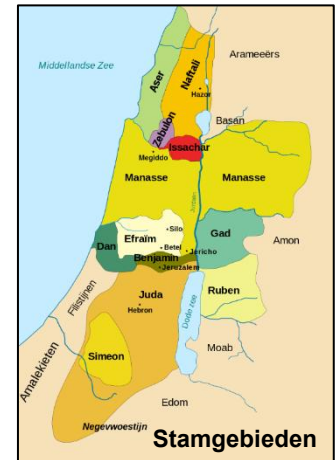 Arameeërs
Middellandse Zee
Aser
Naftali
Hazor
Basan
Zebulon
Issachar
Megiddo
Manasse
Manasse
Jordaan
Silo
Efraïm
Gad
Dan
Betel
Amon
Jericho
Benjamin
Jeruzalem
Filistijnen
Juda
Ruben
Hebron
Dode zee
Amalekieten
Moab
Simeon
Edom
Negevwoestijn
Stamgebieden